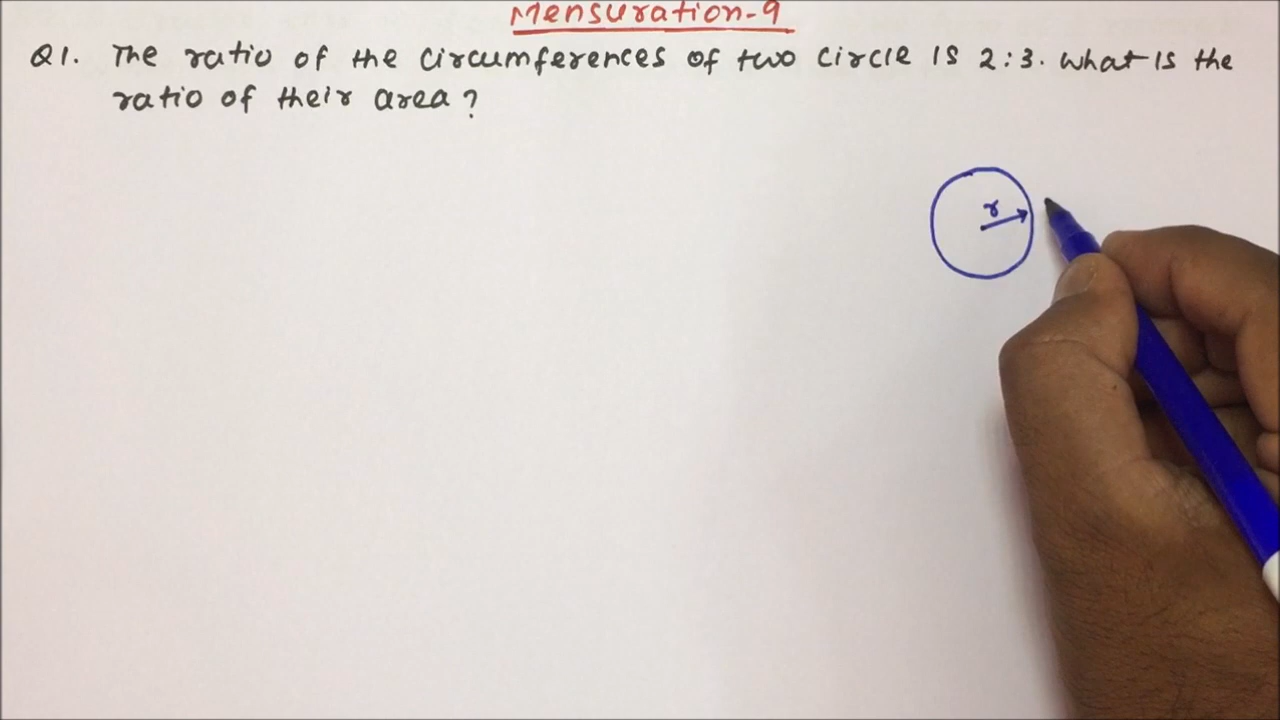 Mensuration-9
Q1. The ratio of the circumferences of two circle is 2:3. What is the
ratio of their area?
r